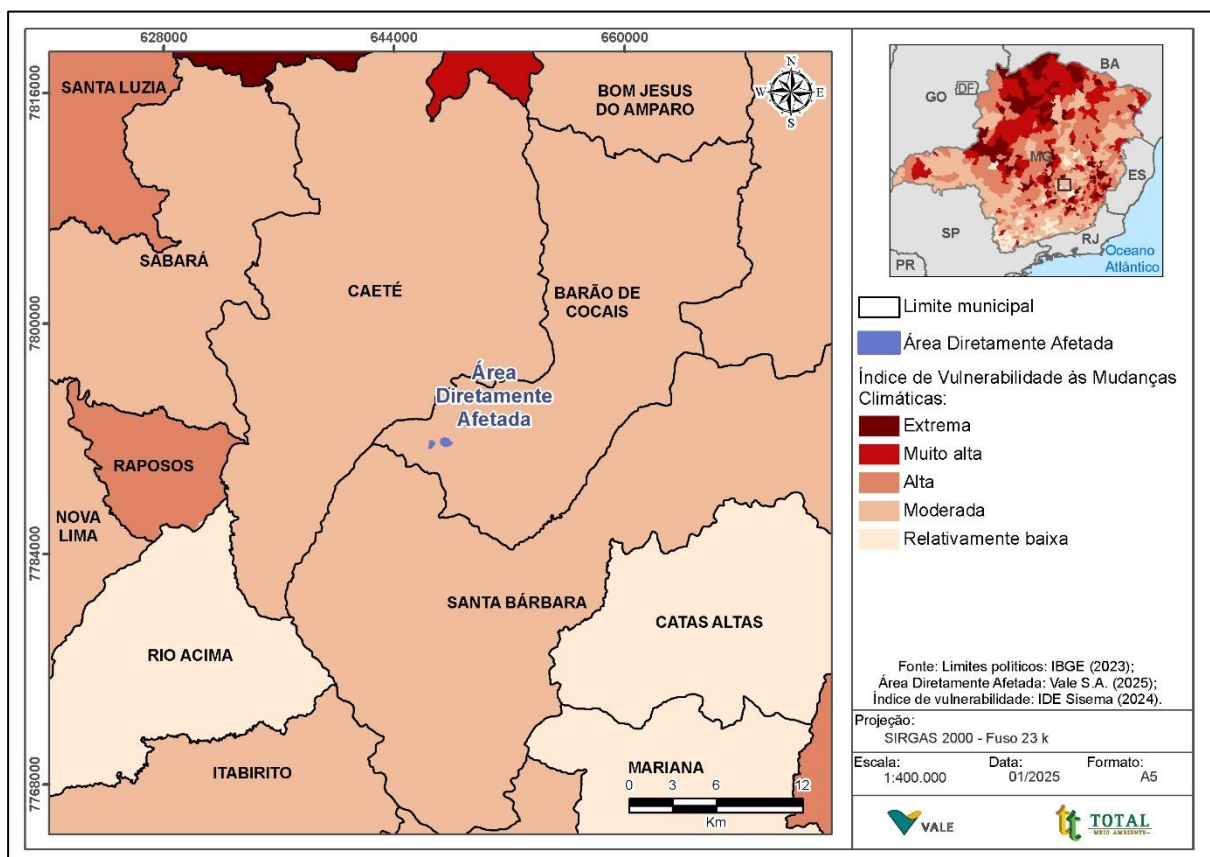 628000
644000
660000
7816000
7800000
7784000
7768000
SANTA LUZIA
BOM JESUS
DO AMPARO
N
W
E
S
SABARÁ
CAETÉ
BARÃO DE
COCAIS
Área
Diretamente
Afetada
RAPOSOS
NOVA
LIMA
SANTA BÁRBARA
CATAS ALTAS
RIO ACIMA
ITABIRITO
MARIANA
0 3 6 12
Km
BA
GO
DF
MG
ES
SP
RJ
PR
Oceano
Atlântico
Limite municipal
Área Diretamente Afetada
Índice de Vulnerabilidade às Mudanças
Climáticas:
Extrema
Muito alta
Alta
Moderada
Relativamente baixa
Fonte: Limites políticos: IBGE (2023);
Área Diretamente Afetada: Vale S.A. (2025);
Índice de vulnerabilidade: IDE Sisema (2024).
Projeção:
SIRGAS 2000 - Fuso 23 k
Escala: Data: Formato:
1:400.000 01/2025 A5
VALE
TOTAL
MEIO AMBIENTE